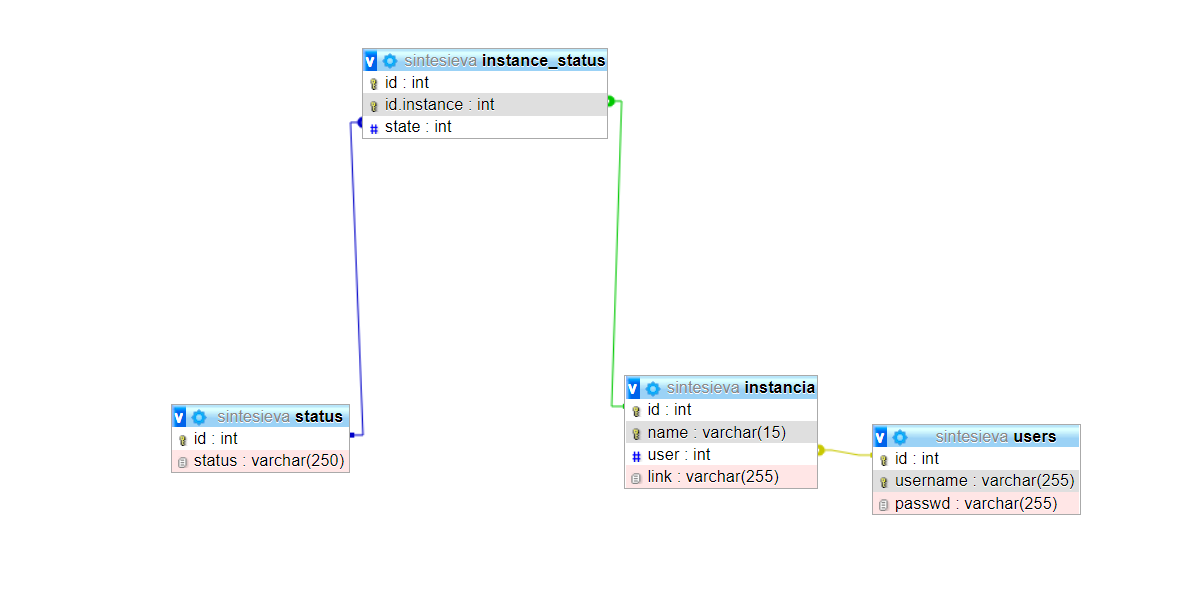 v sintesieva instance_status
id : int
id.instance : int
# state : int
v sintesieva status
id : int
status : varchar(250)
v sintesieva instancia
id : int
name : varchar(15)
# user : int
link : varchar(255)
v sintesieva users
id : int
username : varchar(255)
passwd : varchar(255)